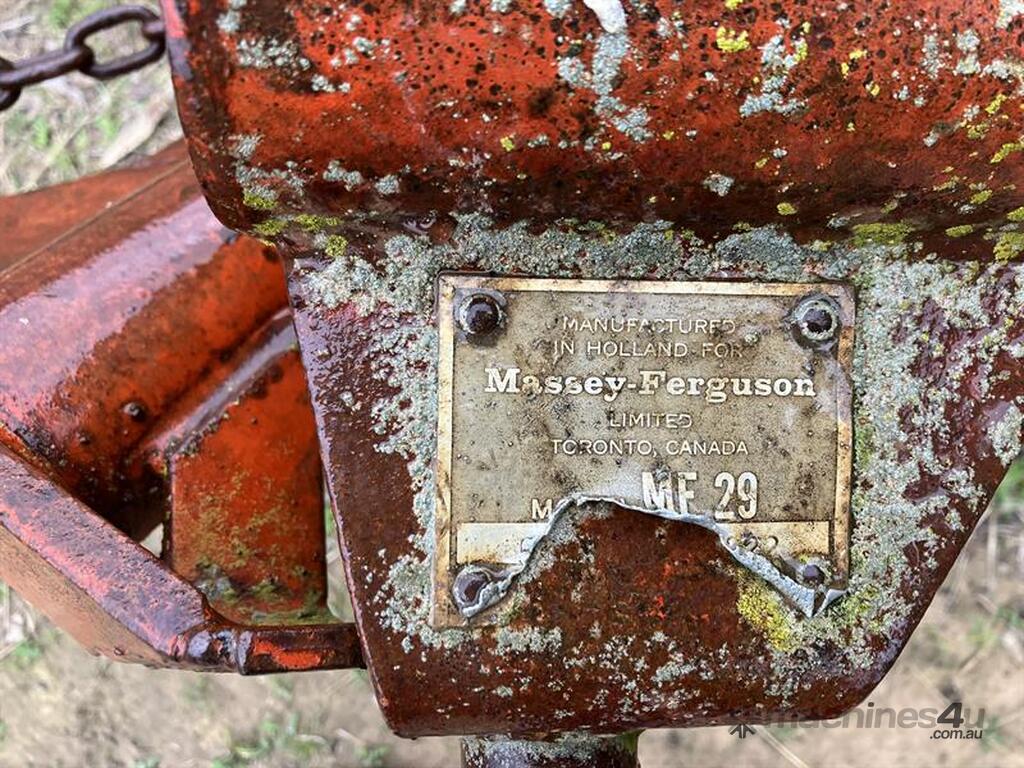 MANUFACTURED
IN HOLLAND FOR
Massey-Ferguson
LIMITED
TORONTO, CANADA
MF 29
machines4u
.com.au